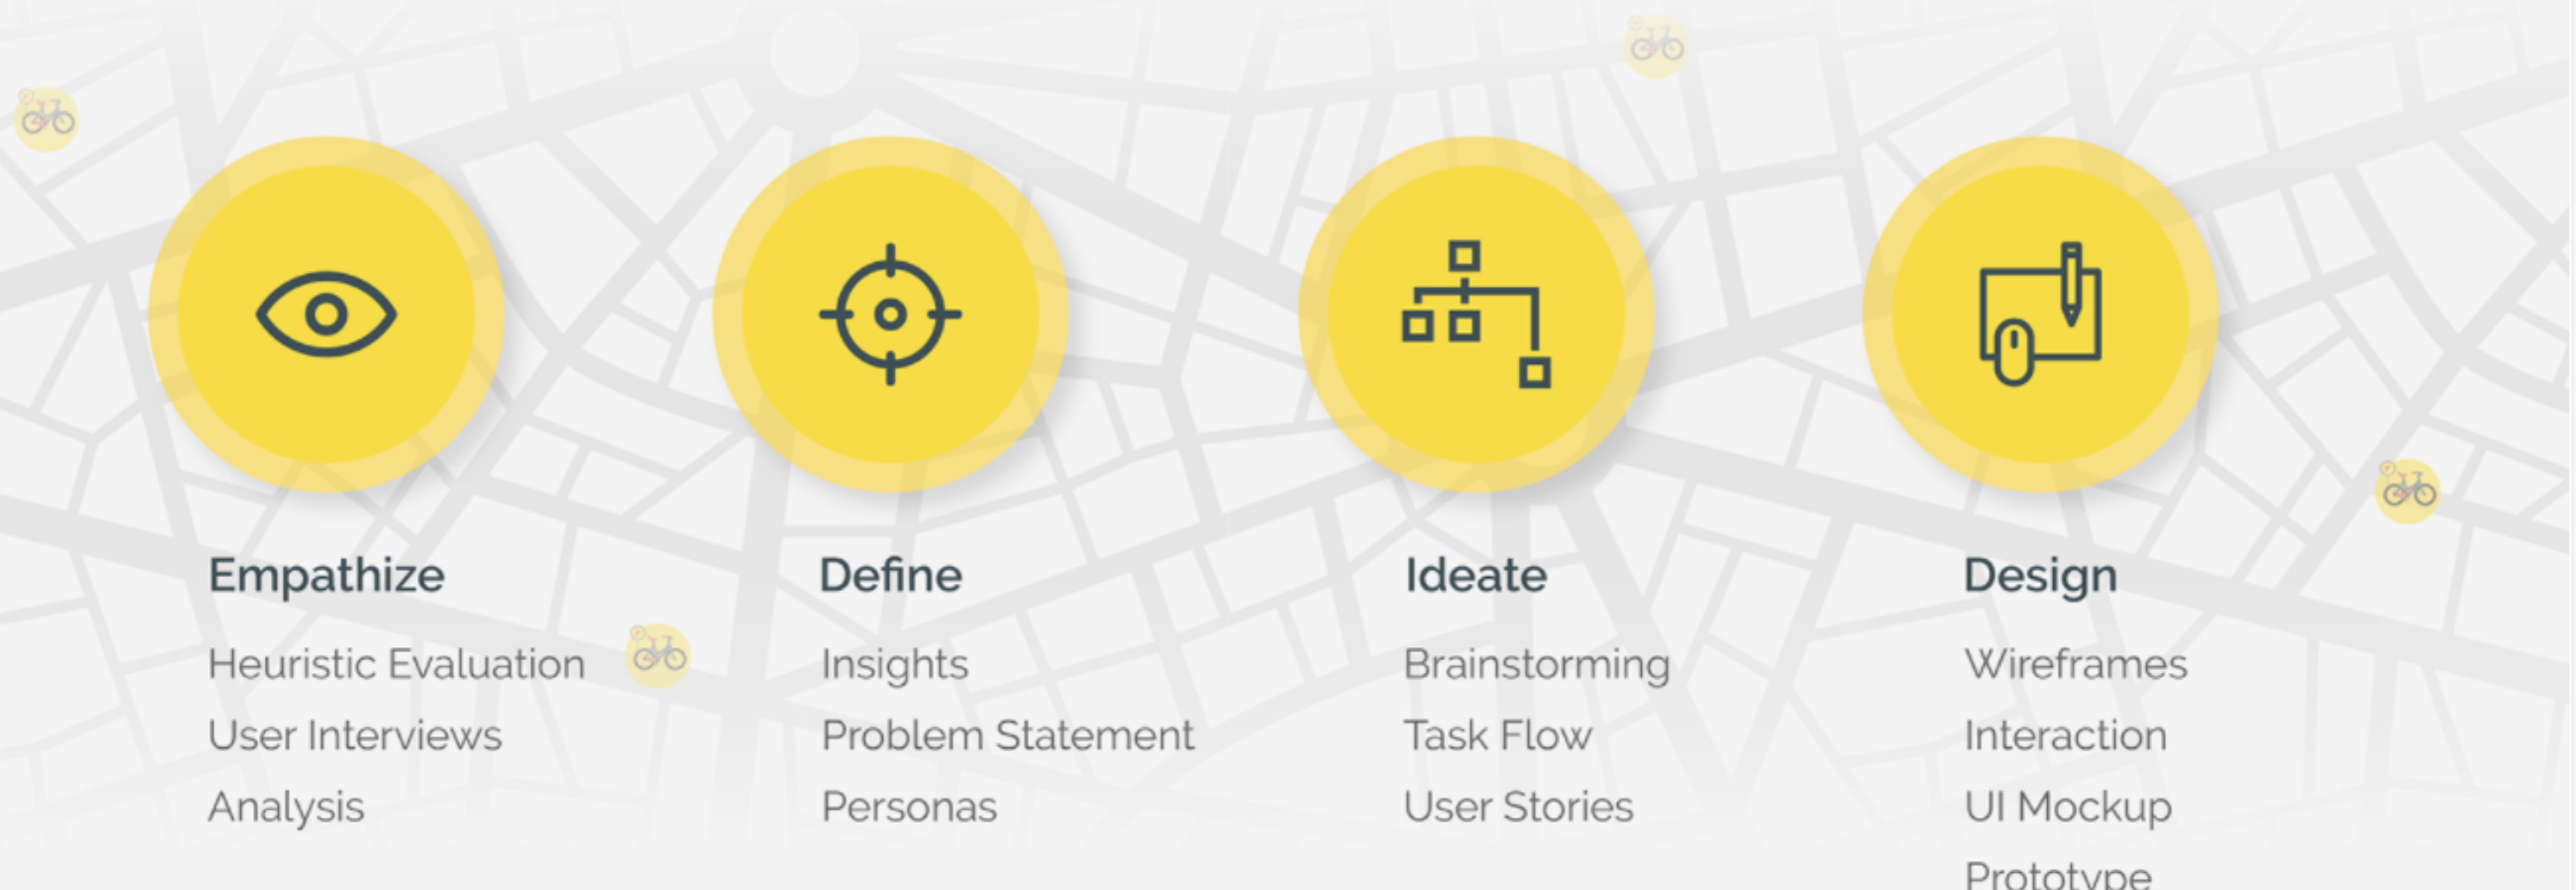 Empathize
Heuristic Evaluation
User Interviews
Analysis
Define
Insights
Problem Statement
Personas
Ideate
Brainstorming
Task Flow
User Stories
Design
Wireframes
Interaction
UI Mockup
Prototype